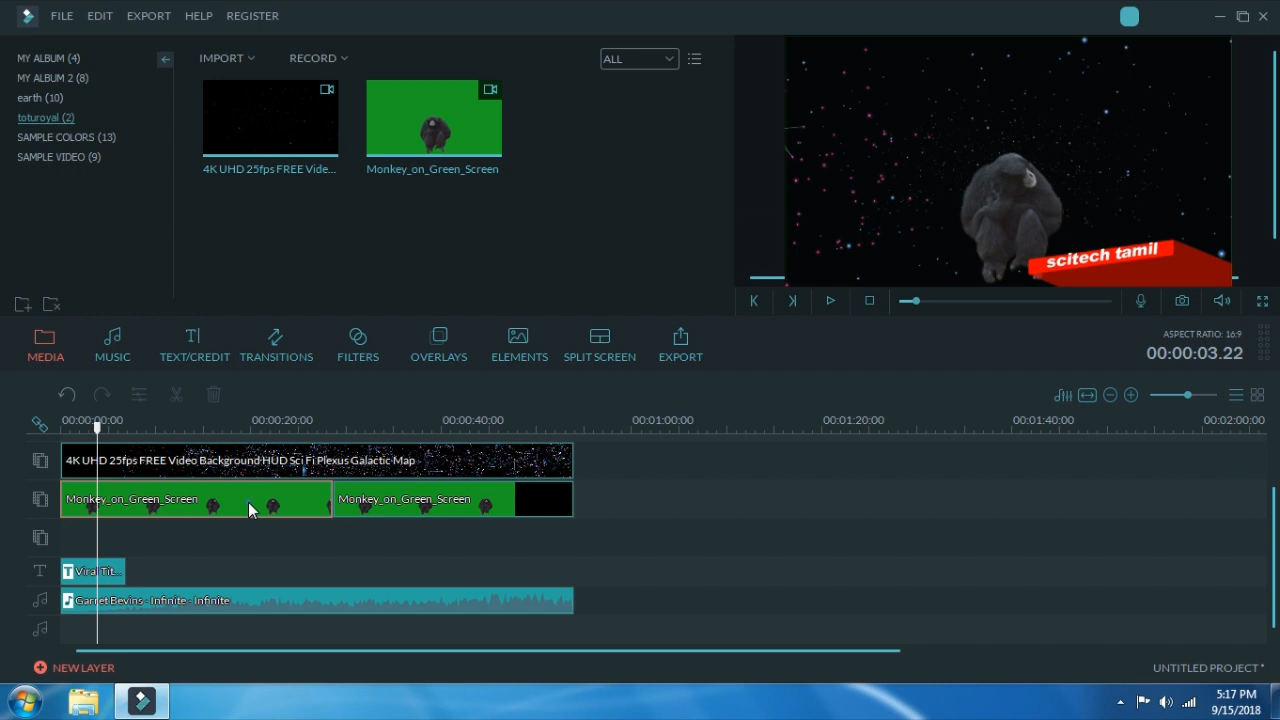 FILE EDIT EXPORT HELP REGISTER
MY ALBUM (4)
MY ALBUM 2 (8)
earth (10)
toturoyal (2)
SAMPLE COLORS (13)
SAMPLE VIDEO (9)
IMPORT RECORD ALL
4K UHD 25fps FREE Vide... Monkey_on_Green_Screen
scitech tamil
MEDIA MUSIC TEXT/CREDIT TRANSITIONS FILTERS OVERLAYS ELEMENTS SPLIT SCREEN EXPORT
ASPECT RATIO: 16:9
00:00:03.22
00:00:00:00 00:00:20:00 00:00:40:00 00:01:00:00 00:01:20:00 00:01:40:00 00:02:00:00
4K UHD 25fps FREE Video Background HUD Sci Fi Plexus Galactic Map
Monkey_on_Green_Screen Monkey_on_Green_Screen
T Viral Tit...
Garret Bevins - Infinite - Infinite
NEW LAYER UNTITLED PROJECT *
5:17 PM
9/15/2018